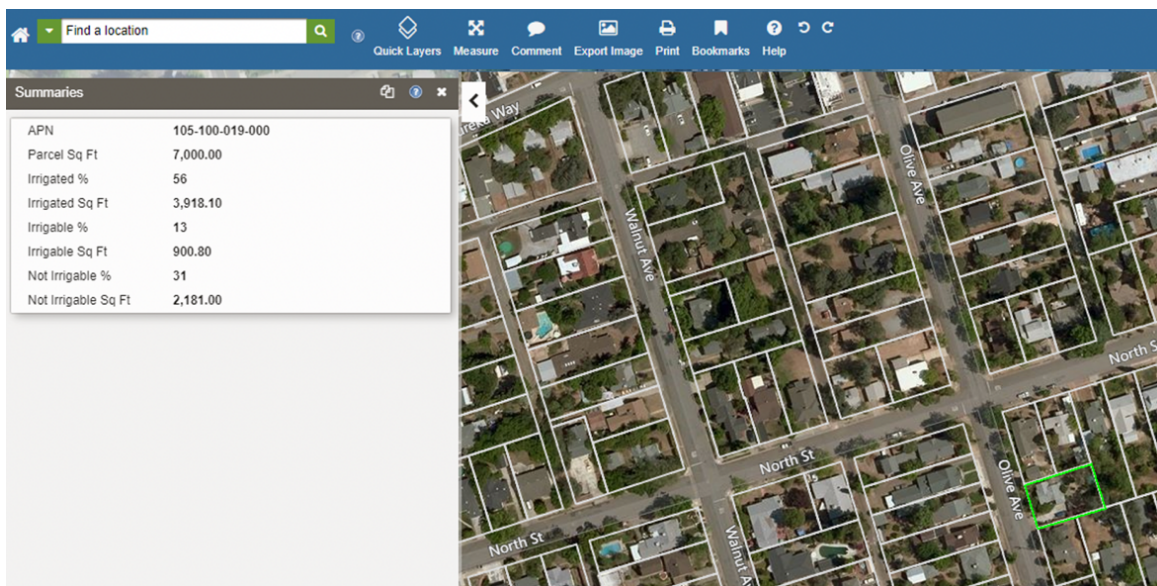 Find a location
Quick Layers Measure Comment Export Image Print Bookmarks Help
Summaries
APN 105-100-019-000
Parcel Sq Ft 7,000.00
Irrigated % 56
Irrigated Sq Ft 3,918.10
Irrigable % 13
Irrigable Sq Ft 900.80
Not Irrigable % 31
Not Irrigable Sq Ft 2,181.00
Way
Walnut Ave
Olive Ave
North S
North St
Olive Ave
North St
Walnut A